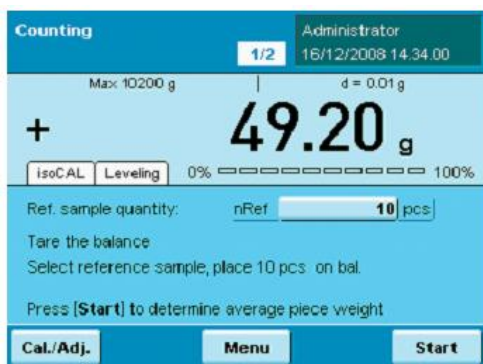 Counting
Administrator
1/2
16/12/2008 14.34.00
Max 10200 g
d = 0.01 g
+ 49.20 g
isoCAL Leveling 0% 100%
Ref. sample quantity: nRef 10 pcs
Tare the balance
Select reference sample, place 10 pcs. on bal.
Press [Start] to determine average piece weight
Cal./Adj. Menu Start